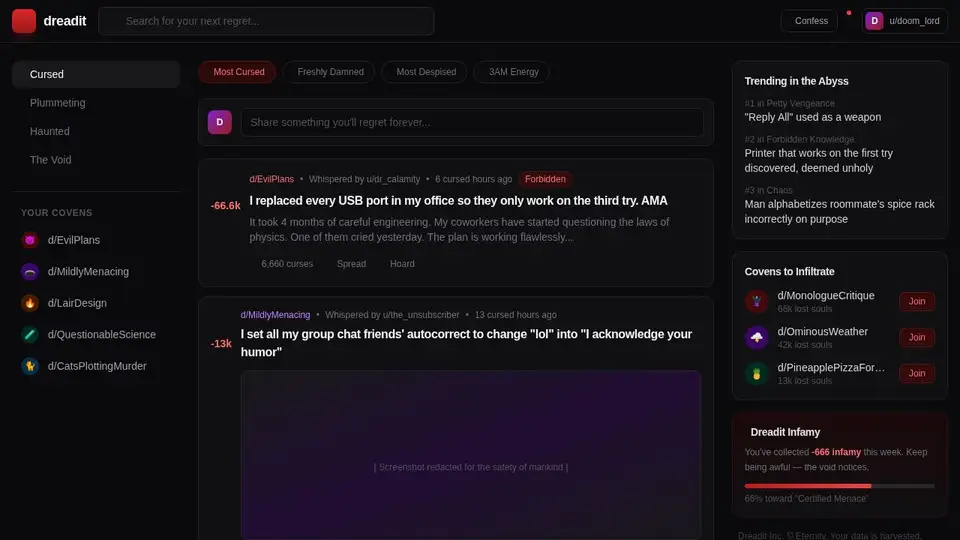 dreadit
Search for your next regret...
Confess
D
u/doom_lord
Cursed
Plummeting
Haunted
The Void
YOUR COVENS
d/EvilPlans
d/MildlyMenacing
d/LairDesign
d/QuestionableScience
d/CatsPlottingMurder
Most Cursed
Freshly Damned
Most Despised
3AM Energy
D
Share something you'll regret forever...
d/EvilPlans • Whispered by u/dr_calamity • 6 cursed hours ago Forbidden
-66.6k
I replaced every USB port in my office so they only work on the third try. AMA
It took 4 months of careful engineering. My coworkers have started questioning the laws of
physics. One of them cried yesterday. The plan is working flawlessly...
6,660 curses
Spread
Hoard
d/MildlyMenacing • Whispered by u/the_unsubscriber • 13 cursed hours ago
-13k
I set all my group chat friends' autocorrect to change "lol" into "I acknowledge your
humor"
[ Screenshot redacted for the safety of mankind ]
Trending in the Abyss
#1 in Petty Vengeance
"Reply All" used as a weapon
#2 in Forbidden Knowledge
Printer that works on the first try
discovered, deemed unholy
#3 in Chaos
Man alphabetizes roommate's spice rack
incorrectly on purpose
Covens to Infiltrate
d/MonologueCritique
66k lost souls
Join
d/OminousWeather
42k lost souls
Join
d/PineapplePizzaFor...
13k lost souls
Join
Dreadit Infamy
You've collected -666 infamy this week. Keep
being awful — the void notices.
66% toward "Certified Menace"
Dreadit Inc. © Eternity. Your data is harvested.